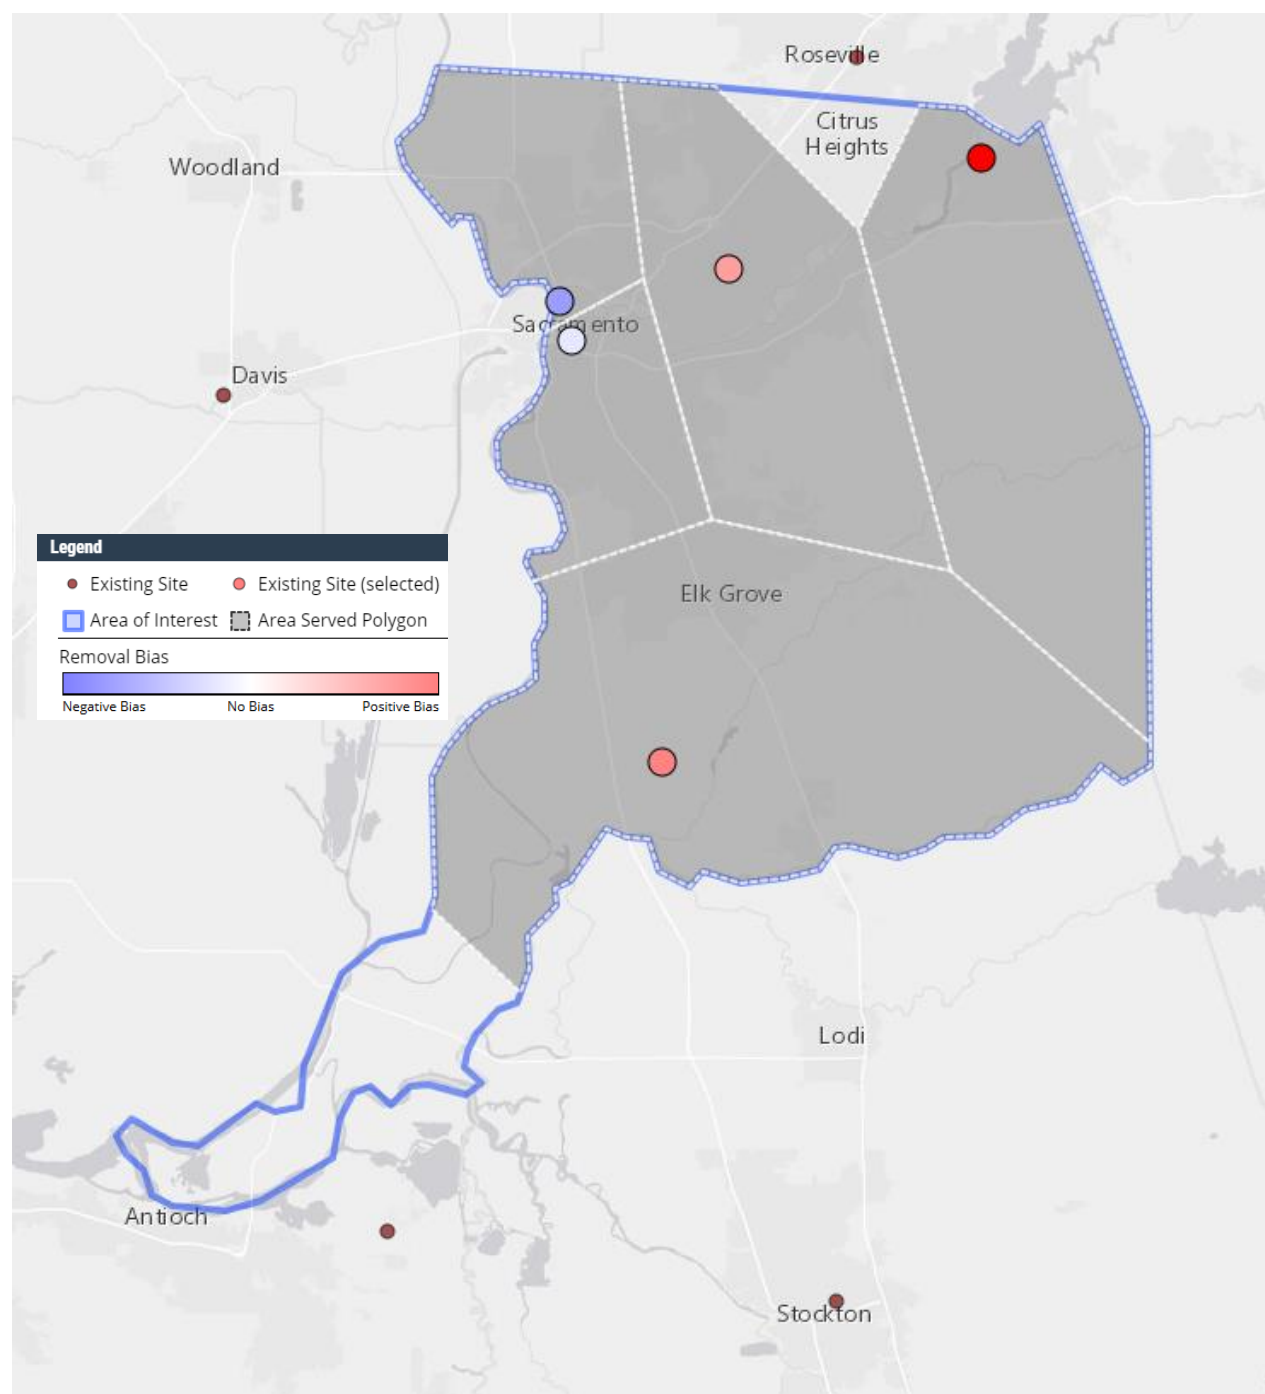 Roseville
Citrus
Heights
Woodland
Sacramento
Davis
Legend
Existing Site
Existing Site (selected)
Area of Interest
Area Served Polygon
Removal Bias
Negative Bias
No Bias
Positive Bias
Elk Grove
Lodi
Antioch
Stockton